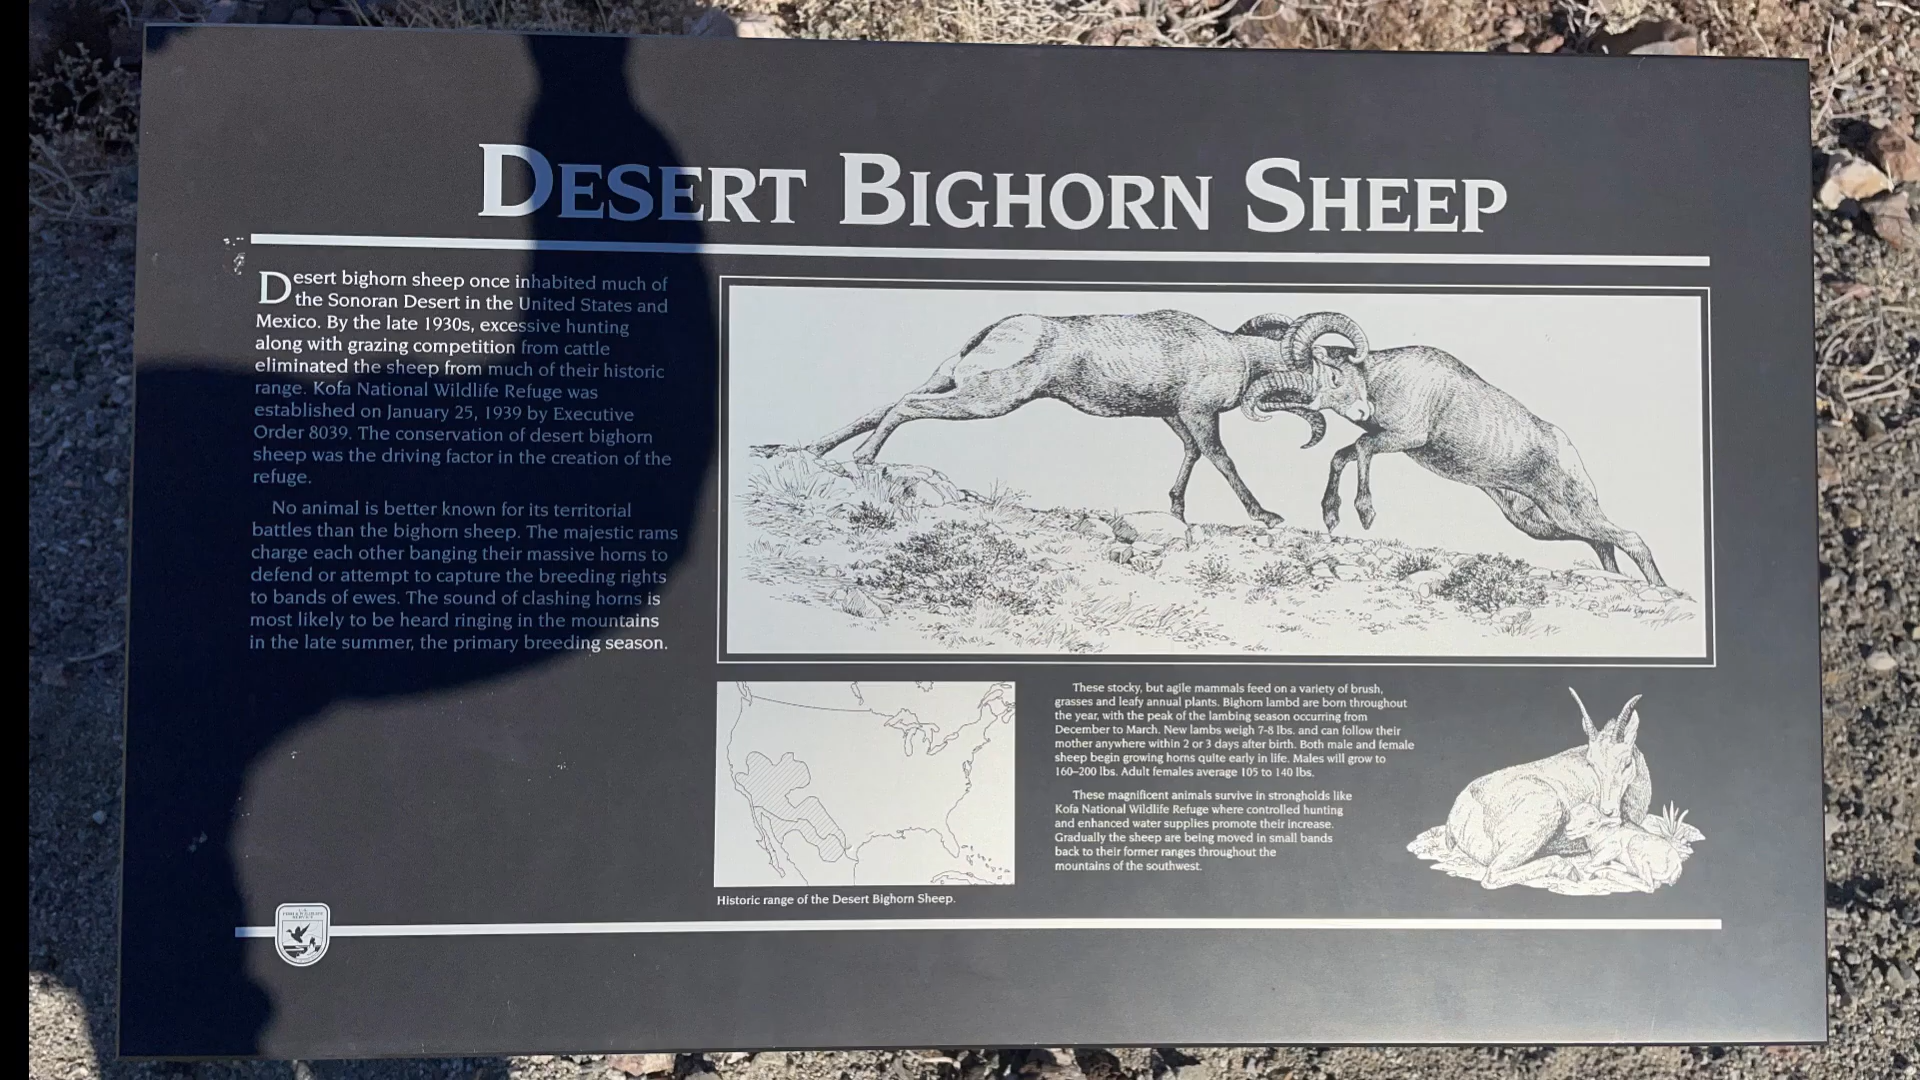 DESERT BIGHORN SHEEP
Desert bighorn sheep once inhabited much of
the Sonoran Desert in the United States and
Mexico. By the late 1930s, excessive hunting
along with grazing competition from cattle
eliminated the sheep from much of their historic
range. Kofa National Wildlife Refuge was
established on January 25, 1939 by Executive
Order 8039. The conservation of desert bighorn
sheep was the driving factor in the creation of the
refuge.
No animal is better known for its territorial
battles than the bighorn sheep. The majestic rams
charge each other banging their massive horns to
defend or attempt to capture the breeding rights
to bands of ewes. The sound of clashing horns is
most likely to be heard ringing in the mountains
in the late summer, the primary breeding season.
These stocky, but agile mammals feed on a variety of brush,
grasses and leafy annual plants. Bighorn lambd are born throughout
the year, with the peak of the lambing season occurring from
December to March. New lambs weigh 7-8 lbs. and can follow their
mother anywhere within 2 or 3 days after birth. Both male and female
sheep begin growing horns quite early in life. Males will grow to
160-200 lbs. Adult females average 105 to 140 lbs.
These magnificent animals survive in strongholds like
Kofa National Wildlife Refuge where controlled hunting
and enhanced water supplies promote their increase.
Gradually the sheep are being moved in small bands
back to their former ranges throughout the
mountains of the southwest.
Historic range of the Desert Bighorn Sheep.
U.S.
FISH & WILDLIFE
SERVICE